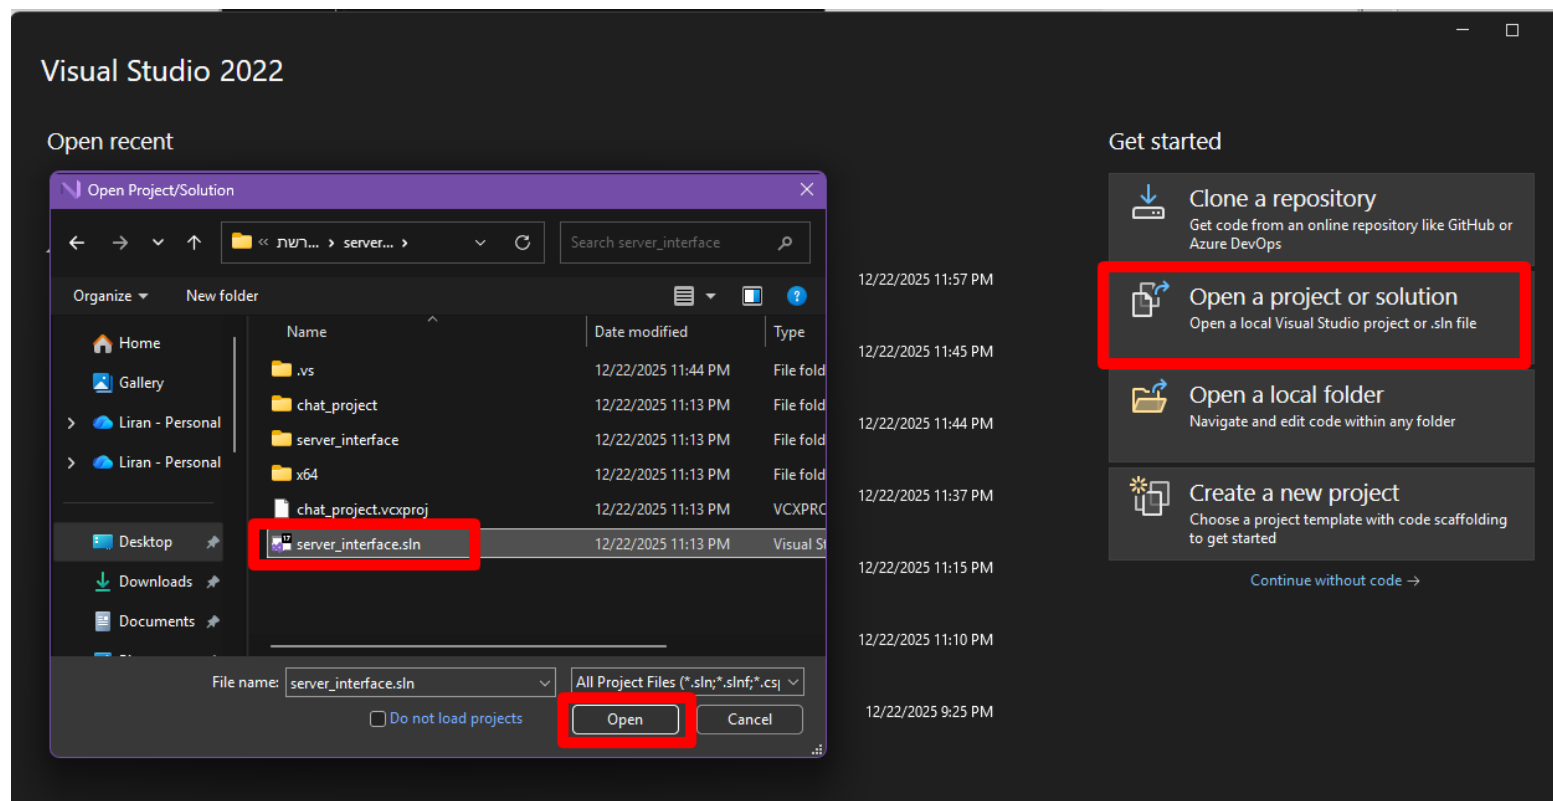 Visual Studio 2022
Open recent
Get started
Open Project/Solution
« רשת... › server... ›
Search server_interface
Organize
New folder
Name
Date modified
Type
Home
Gallery
Liran - Personal
Liran - Personal
Desktop
Downloads
Documents
.vs 12/22/2025 11:44 PM File fold
chat_project 12/22/2025 11:13 PM File fold
server_interface 12/22/2025 11:13 PM File fold
x64 12/22/2025 11:13 PM File fold
chat_project.vcxproj 12/22/2025 11:13 PM VCXPRO
server_interface.sln 12/22/2025 11:13 PM Visual St
File name: server_interface.sln
All Project Files (*.sln;*.slnf;*.csp
Do not load projects
Open
Cancel
12/22/2025 11:57 PM
12/22/2025 11:45 PM
12/22/2025 11:44 PM
12/22/2025 11:37 PM
12/22/2025 11:15 PM
12/22/2025 11:10 PM
12/22/2025 9:25 PM
Clone a repository
Get code from an online repository like GitHub or
Azure DevOps
Open a project or solution
Open a local Visual Studio project or .sln file
Open a local folder
Navigate and edit code within any folder
Create a new project
Choose a project template with code scaffolding
to get started
Continue without code →